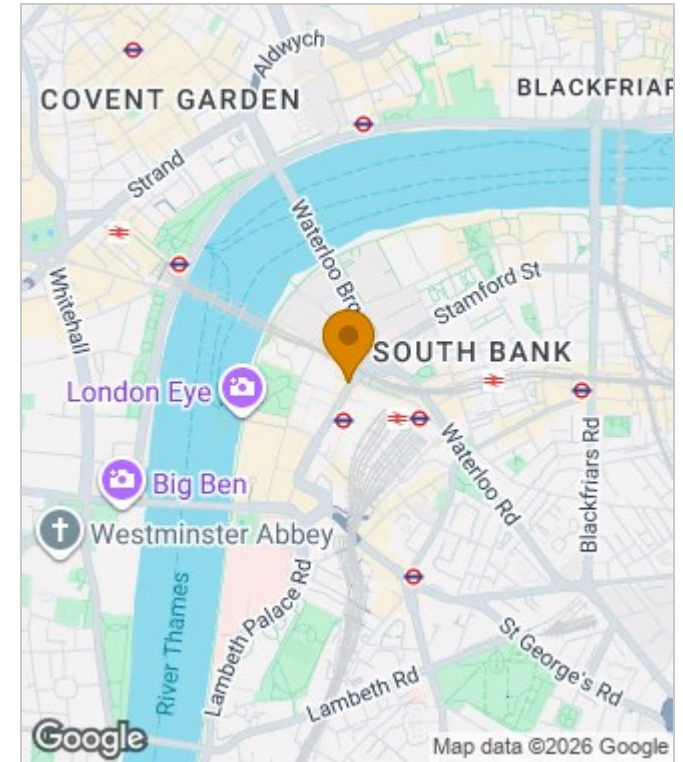 Aldwych
COVENT GARDEN
BLACKFRIAR
Strand
Waterloo Brd
Whitehall
Stamford St
SOUTH BANK
London Eye
Waterloo Rd
Blackfriars Rd
Big Ben
Westminster Abbey
River Thames
Lambeth Palace Rd
St George's Rd
Lambeth Rd
Google
Map data ©2026 Google